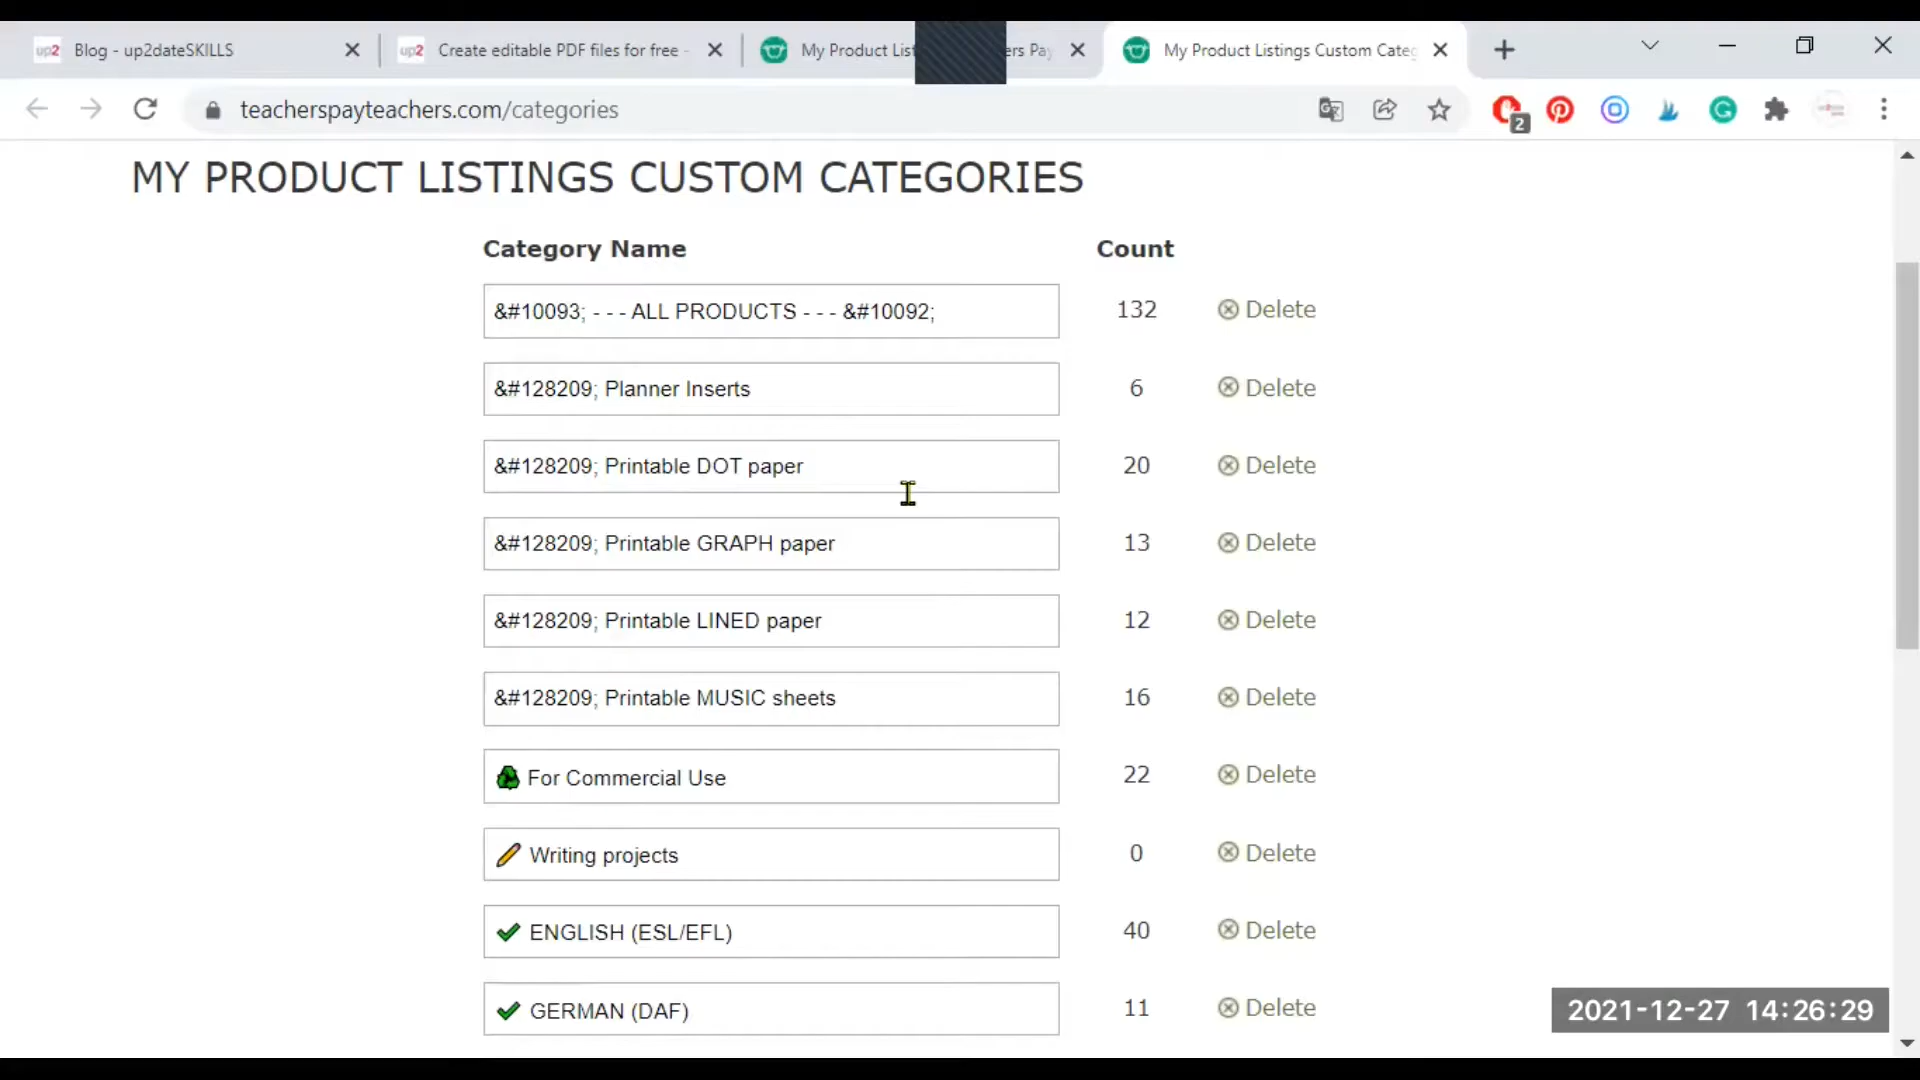 Blog - up2dateSKILLS
Create editable PDF files for free -
My Product List
ers Pay
My Product Listings Custom Categ
teacherspayteachers.com/categories
2
MY PRODUCT LISTINGS CUSTOM CATEGORIES
Category Name Count
&#10093; - - - ALL PRODUCTS - - - &#10092; 132 Delete
&#128209; Planner Inserts 6 Delete
&#128209; Printable DOT paper 20 Delete
&#128209; Printable GRAPH paper 13 Delete
&#128209; Printable LINED paper 12 Delete
&#128209; Printable MUSIC sheets 16 Delete
For Commercial Use 22 Delete
Writing projects 0 Delete
ENGLISH (ESL/EFL) 40 Delete
GERMAN (DAF) 11 Delete
2021-12-27 14:26:29